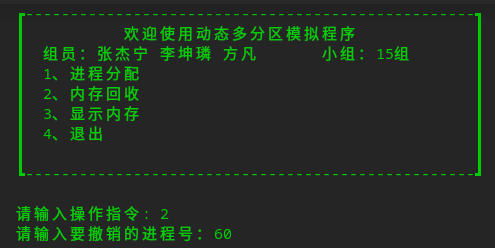 欢迎使用动态多分区模拟程序
组员：张杰宁 李坤璘 方凡 小组：15组
1、进程分配
2、内存回收
3、显示内存
4、退出
请输入操作指令：2
请输入要撤销的进程号：60